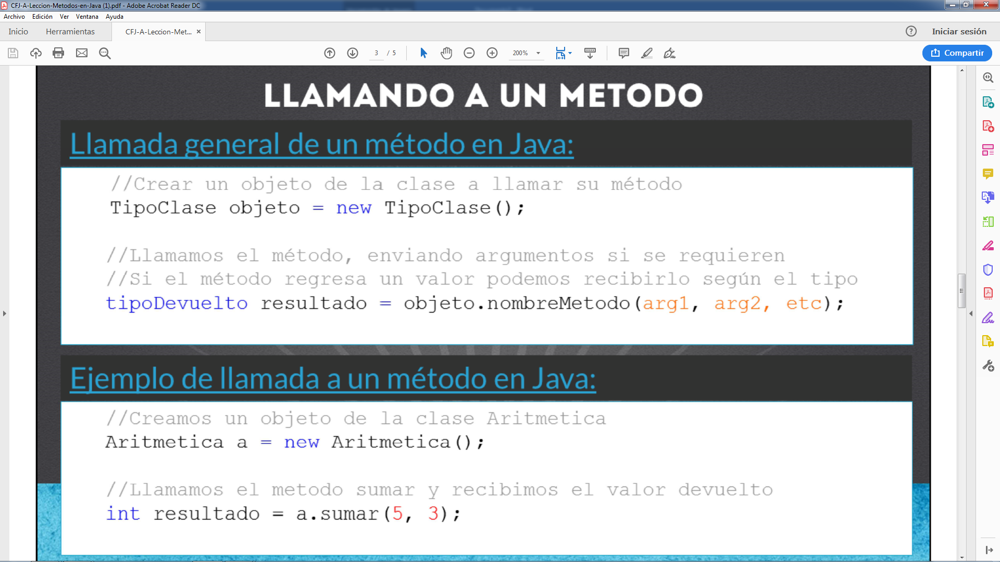 CFJ-A-Leccion-Metodos-en-Java (1).pdf - Adobe Acrobat Reader DC
Archivo Edición Ver Ventana Ayuda
Inicio Herramientas CFJ-A-Leccion-Met... × ? Iniciar sesión
3 / 5 200% Compartir
LLAMANDO A UN METODO
Llamada general de un método en Java:
//Crear un objeto de la clase a llamar su método
TipoClase objeto = new TipoClase();
//Llamamos el método, enviando argumentos si se requieren
//Si el método regresa un valor podemos recibirlo según el tipo
tipoDevuelto resultado = objeto.nombreMetodo(arg1, arg2, etc);
Ejemplo de llamada a un método en Java:
//Creamos un objeto de la clase Aritmetica
Aritmetica a = new Aritmetica();
//Llamamos el metodo sumar y recibimos el valor devuelto
int resultado = a.sumar(5, 3);